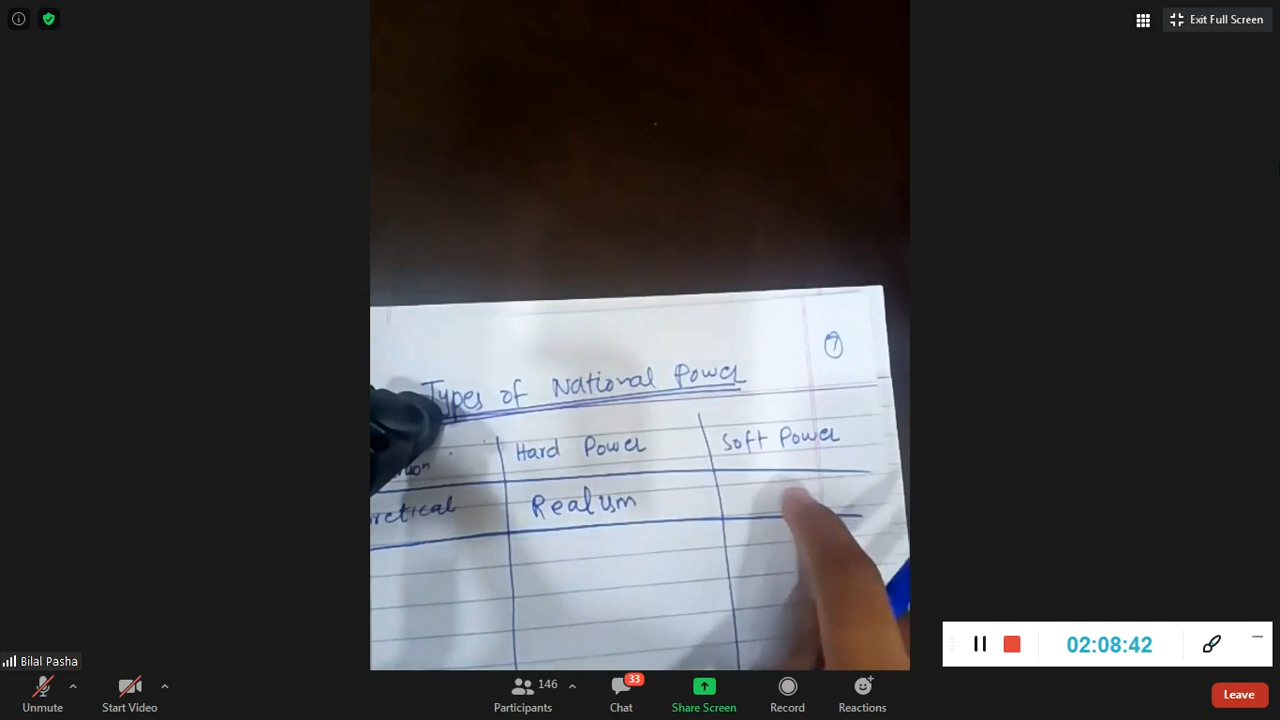 Exit Full Screen
7
Types of National Power
Hard Power
Soft Power
Realism
02:08:42
Bilal Pasha
146
33
Unmute
Start Video
Participants
Chat
Share Screen
Record
Reactions
Leave